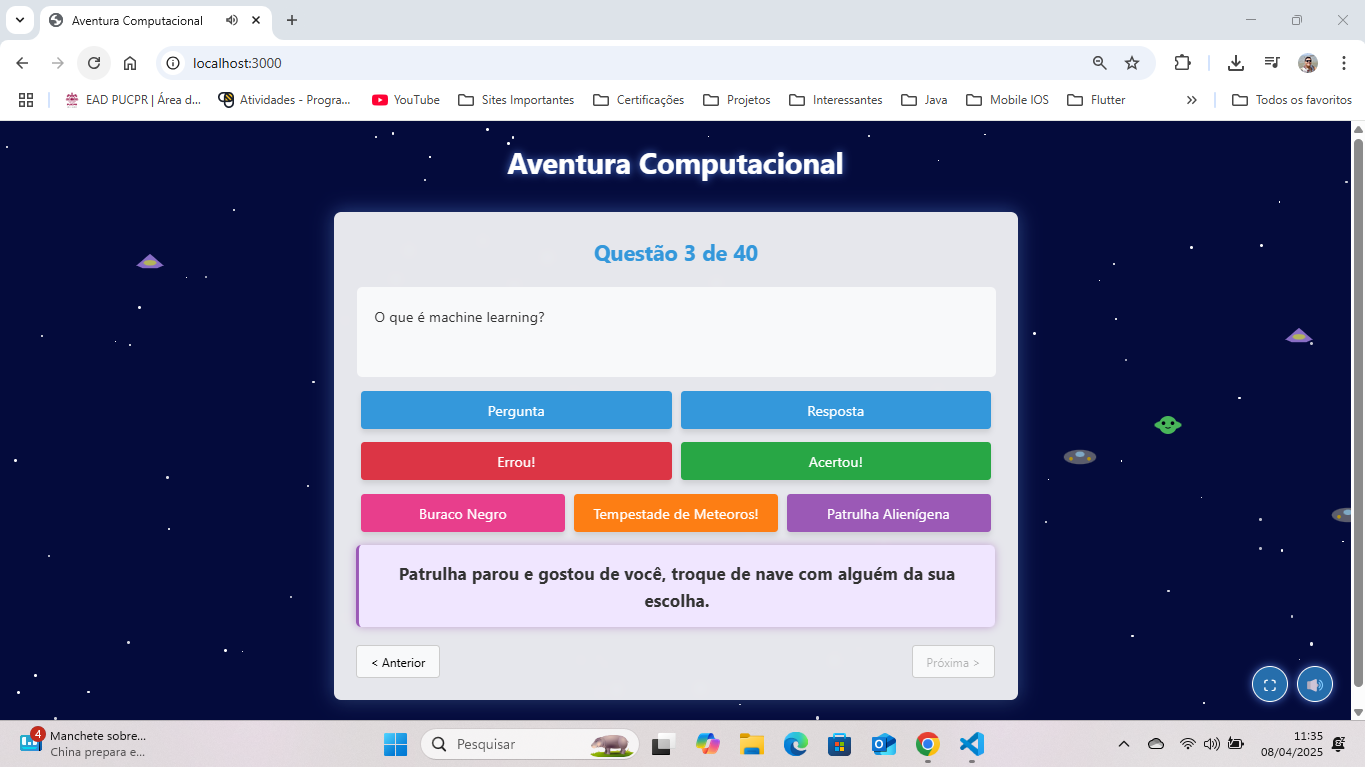 Aventura Computacional
localhost:3000
EAD PUCPR | Área d...
Atividades - Progra...
YouTube
Sites Importantes
Certificações
Projetos
Interessantes
Java
Mobile IOS
Flutter
Todos os favoritos
Aventura Computacional
Questão 3 de 40
O que é machine learning?
Pergunta
Resposta
Errou!
Acertou!
Buraco Negro
Tempestade de Meteoros!
Patrulha Alienígena
Patrulha parou e gostou de você, troque de nave com alguém da sua
escolha.
< Anterior
Próxima >
4
Manchete sobre...
China prepara e...
Pesquisar
11:35
08/04/2025